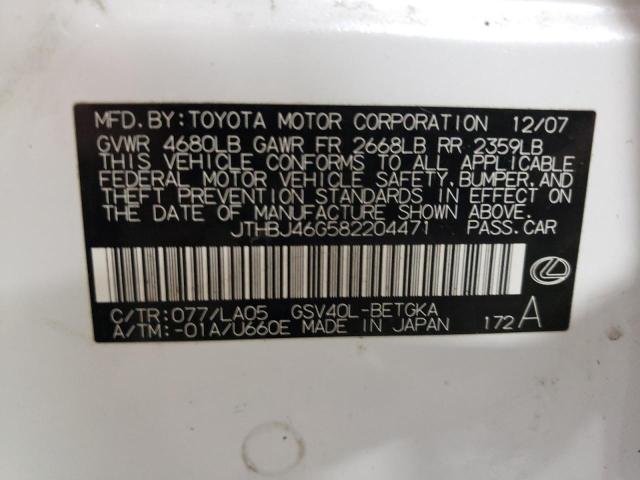 MFD. BY: TOYOTA MOTOR CORPORATION 12/07
GVWR 4680LB GAWR FR 2668LB RR 2359LB
THIS VEHICLE CONFORMS TO ALL APPLICABLE
FEDERAL MOTOR VEHICLE SAFETY, BUMPER, AND
THEFT PREVENTION STANDARDS IN EFFECT ON
THE DATE OF MANUFACTURE SHOWN ABOVE.
JTHBJ46G582204471 PASS.CAR
C/TR: 077/LA05 GSV40L-BETGKA
A/TM: -01A/U660E MADE IN JAPAN 172 A